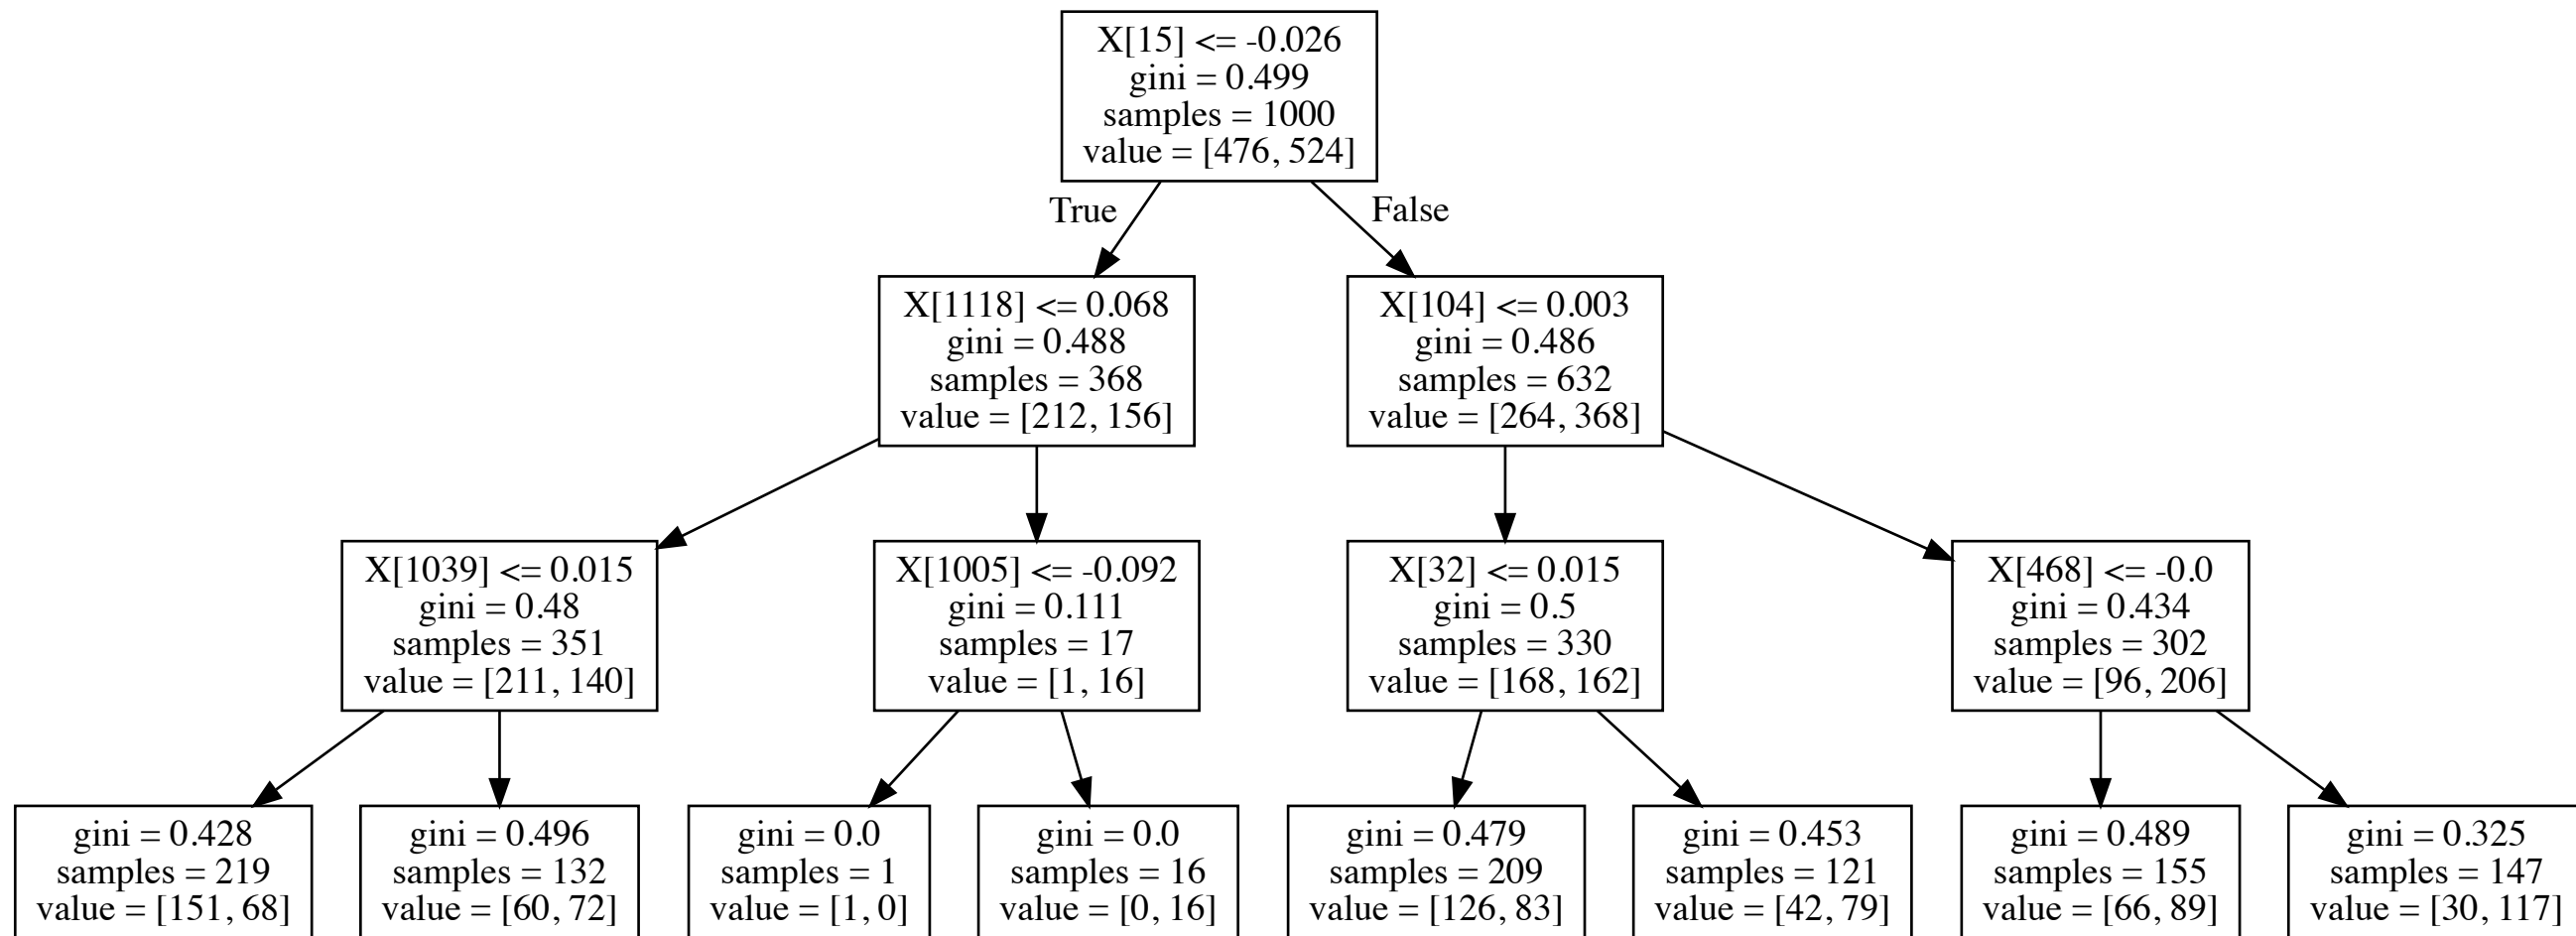 X[15] <= -0.026
gini = 0.499
samples = 1000
value = [476, 524]
True
False
X[1118] <= 0.068
gini = 0.488
samples = 368
value = [212, 156]
X[104] <= 0.003
gini = 0.486
samples = 632
value = [264, 368]
X[1039] <= 0.015
gini = 0.48
samples = 351
value = [211, 140]
X[1005] <= -0.092
gini = 0.111
samples = 17
value = [1, 16]
X[32] <= 0.015
gini = 0.5
samples = 330
value = [168, 162]
X[468] <= -0.0
gini = 0.434
samples = 302
value = [96, 206]
gini = 0.428
samples = 219
value = [151, 68]
gini = 0.496
samples = 132
value = [60, 72]
gini = 0.0
samples = 1
value = [1, 0]
gini = 0.0
samples = 16
value = [0, 16]
gini = 0.479
samples = 209
value = [126, 83]
gini = 0.453
samples = 121
value = [42, 79]
gini = 0.489
samples = 155
value = [66, 89]
gini = 0.325
samples = 147
value = [30, 117]